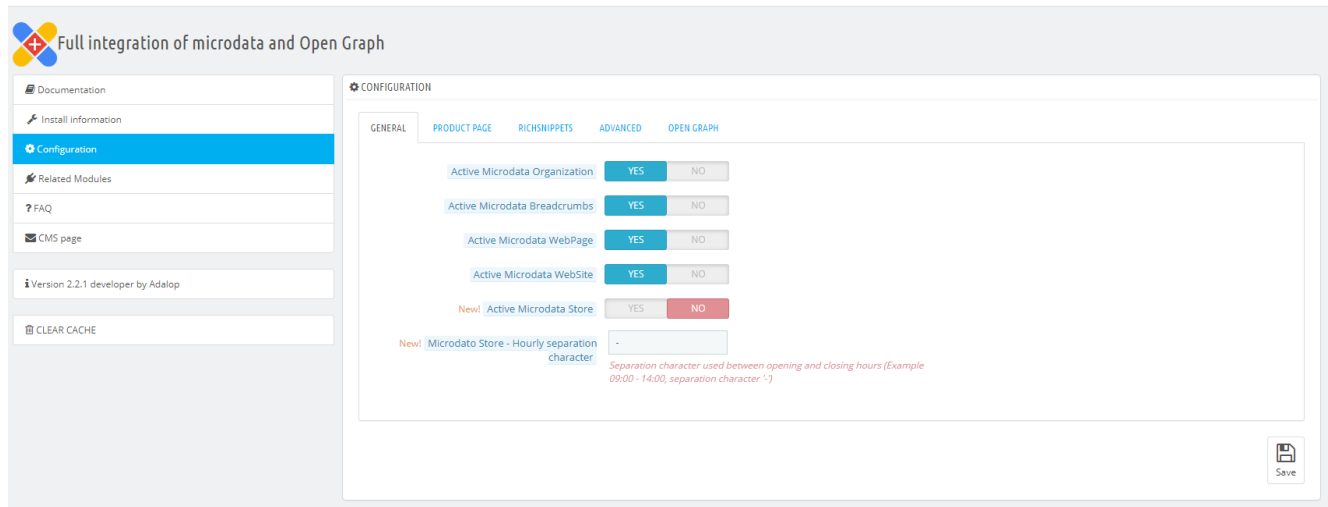 Full integration of microdata and Open Graph
Documentation
Install information
Configuration
Related Modules
? FAQ
CMS page
i Version 2.2.1 developer by Adalop
CLEAR CACHE
CONFIGURATION
GENERAL PRODUCT PAGE RICHSNIPPETS ADVANCED OPEN GRAPH
Active Microdata Organization YES NO
Active Microdata Breadcrumbs YES NO
Active Microdata WebPage YES NO
Active Microdata WebSite YES NO
New! Active Microdata Store YES NO
New! Microdato Store - Hourly separation
character
-
Separation character used between opening and closing hours (Example
09:00 - 14:00, separation character '-')
Save